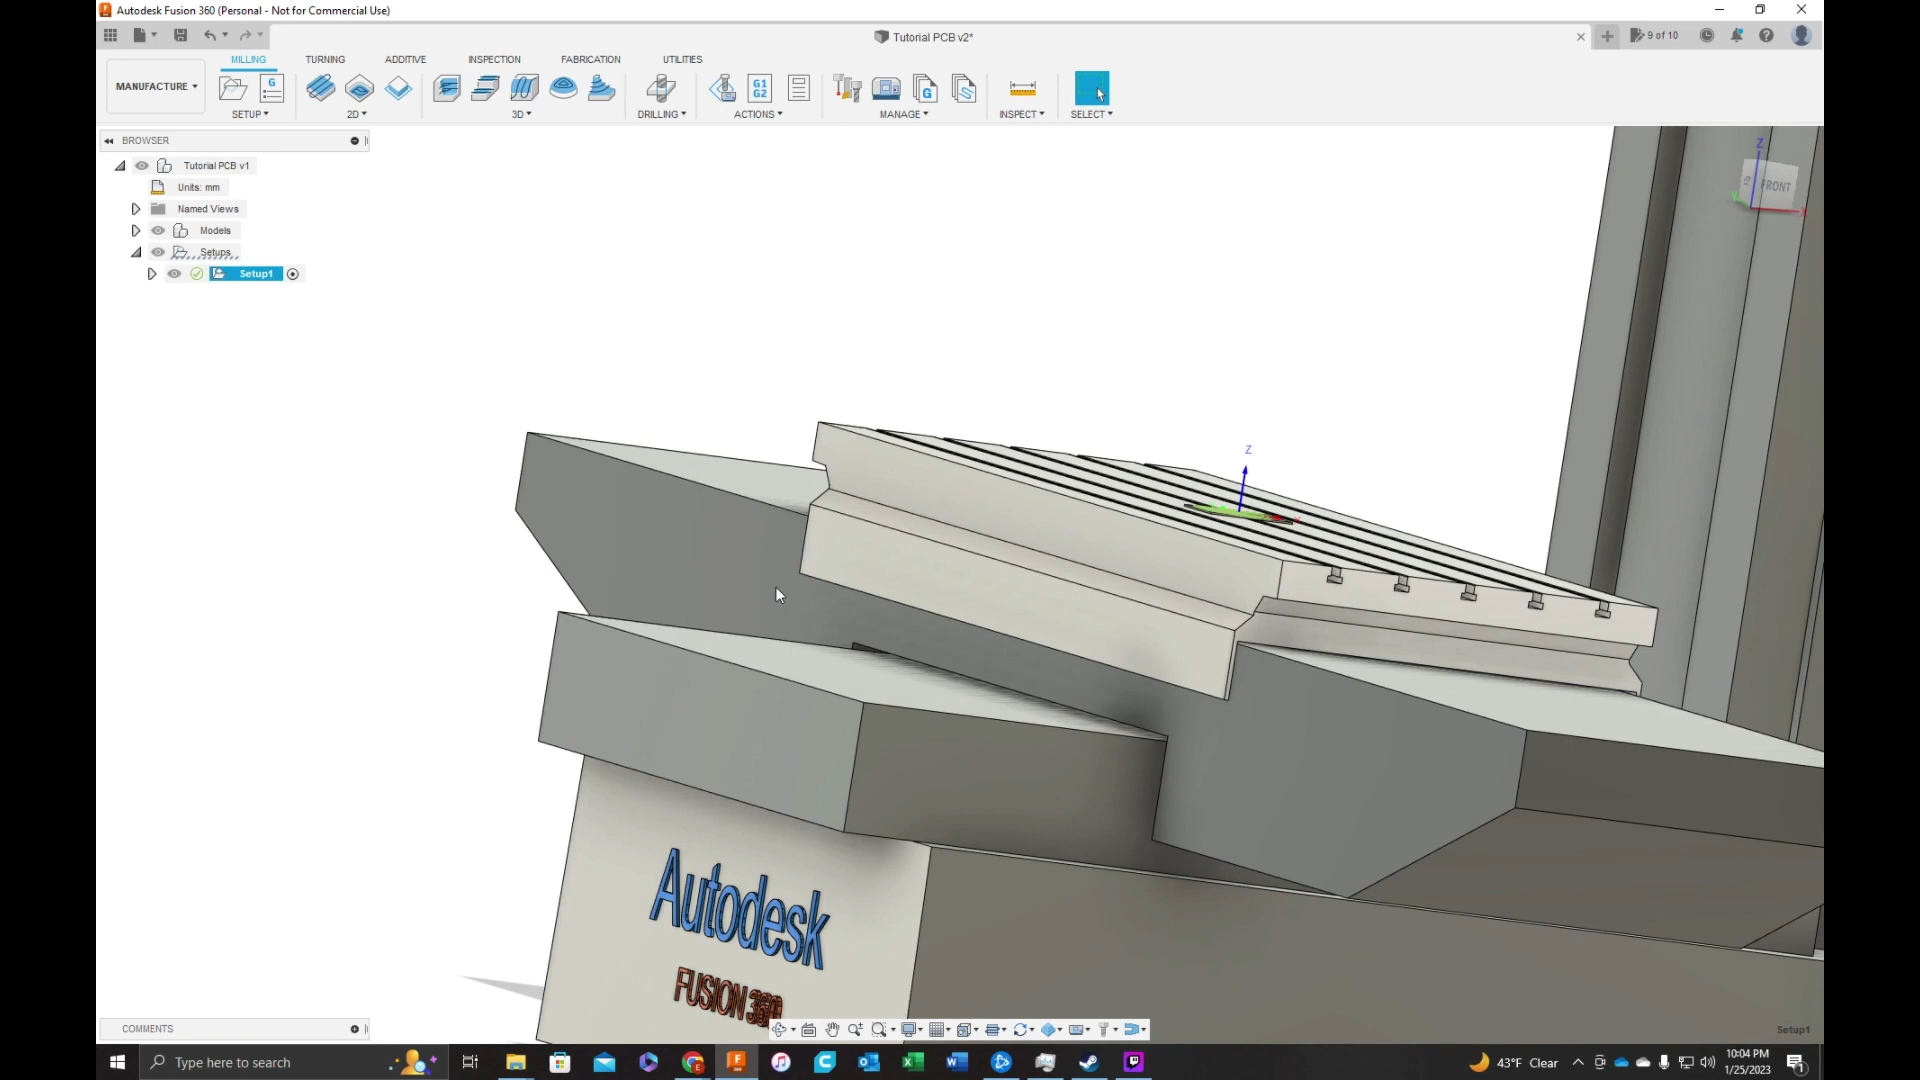 Autodesk Fusion 360 (Personal - Not for Commercial Use)
Tutorial PCB v2*
9 of 10
MILLING TURNING ADDITIVE INSPECTION FABRICATION UTILITIES
MANUFACTURE
G
G1
G2
G
SETUP 2D 3D DRILLING ACTIONS MANAGE INSPECT SELECT
BROWSER
Tutorial PCB v1
Units: mm
Named Views
Models
Setups
Setup1
Z
FRONT
X
Z
Autodesk
FUSION 360
COMMENTS
Setup1
Type here to search
43°F Clear
10:04 PM
1/25/2023
1